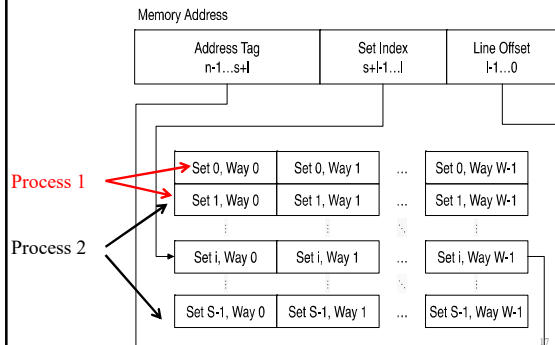 Memory Address
Address Tag
n-1...s+l
Set Index
s+l-1...l
Line Offset
l-1...0
Process 1
Process 2
Set 0, Way 0
Set 0, Way 1
...
Set 0, Way W-1
Set 1, Way 0
Set 1, Way 1
...
Set 1, Way W-1
Set i, Way 0
Set i, Way 1
...
Set i, Way W-1
Set S-1, Way 0
Set S-1, Way 1
...
Set S-1, Way W-1
17